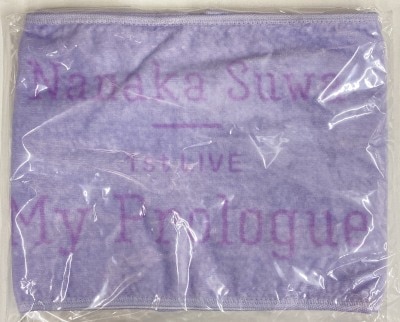 Nanaka Suwa
1st LIVE
My Prologue